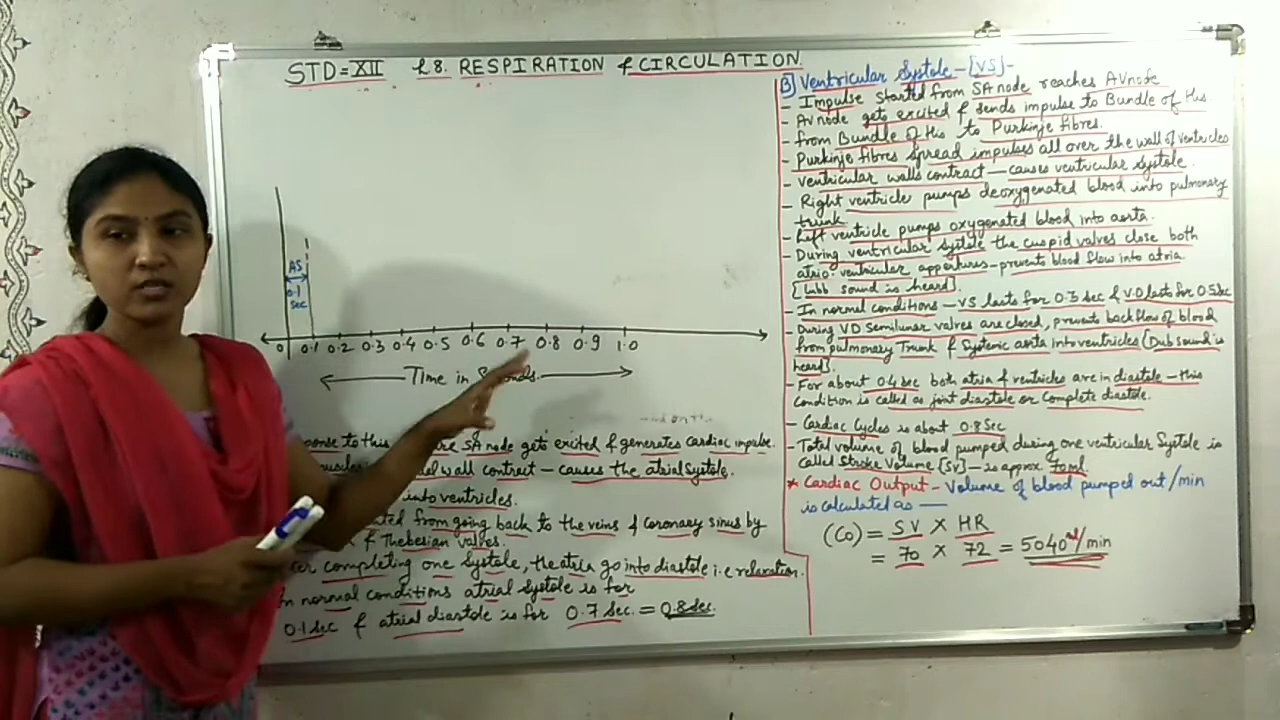 STD=XII L8. RESPIRATION & CIRCULATION
AS
0.1
sec
0 0.1 0.2 0.3 0.4 0.5 0.6 0.7 0.8 0.9 1.0
Time in Seconds
to this SA node gets excited & generates cardiac impulse.
wall contract - causes the atrial systole.
into ventricles.
from going back to the veins & coronary sinus by
& Thebesian valves.
completing one systole, the atria go into diastole i.e relaxation.
In normal conditions atrial systole is for
0.1 sec & atrial diastole is for 0.7 Sec. = 0.8 sec.
B] Ventricular Systole - [VS] -
- Impulse started from SA node reaches AV node
- AV node gets excited & sends impulse to Bundle of His
- from Bundle of His to Purkinje fibres.
- Purkinje fibres spread impulses all over the wall of ventricles
- ventricular walls contract - causes ventricular systole.
- Right ventricle pumps deoxygenated blood into pulmonary
trunk
- Left ventricle pumps oxygenated blood into aorta.
- During ventricular systole the cuspid valves close both
atrio-ventricular appertures - prevents blood flow into atria
[Lubb sound is heard].
- In normal conditions - VS lasts for 0.3 sec & VD lasts for 0.5 sec
- During VD Semilunar valves are closed, prevents backflow of blood
from pulmonary Trunk & Systemic aorta into ventricles (Dub sound is
heard].
- For about 0.4 sec both atria & ventricles are in diastole - this
condition is called as joint diastole or complete diastole.
- Cardiac Cycles is about 0.8 Sec
- Total volume of blood pumped during one ventricular Systole is
called Stroke Volume [SV] - is approx 70ml.
* Cardiac Output - Volume of blood pumped out /min
is calculated as —
(CO) = SV × HR
= 70 × 72 = 5040 ml/min